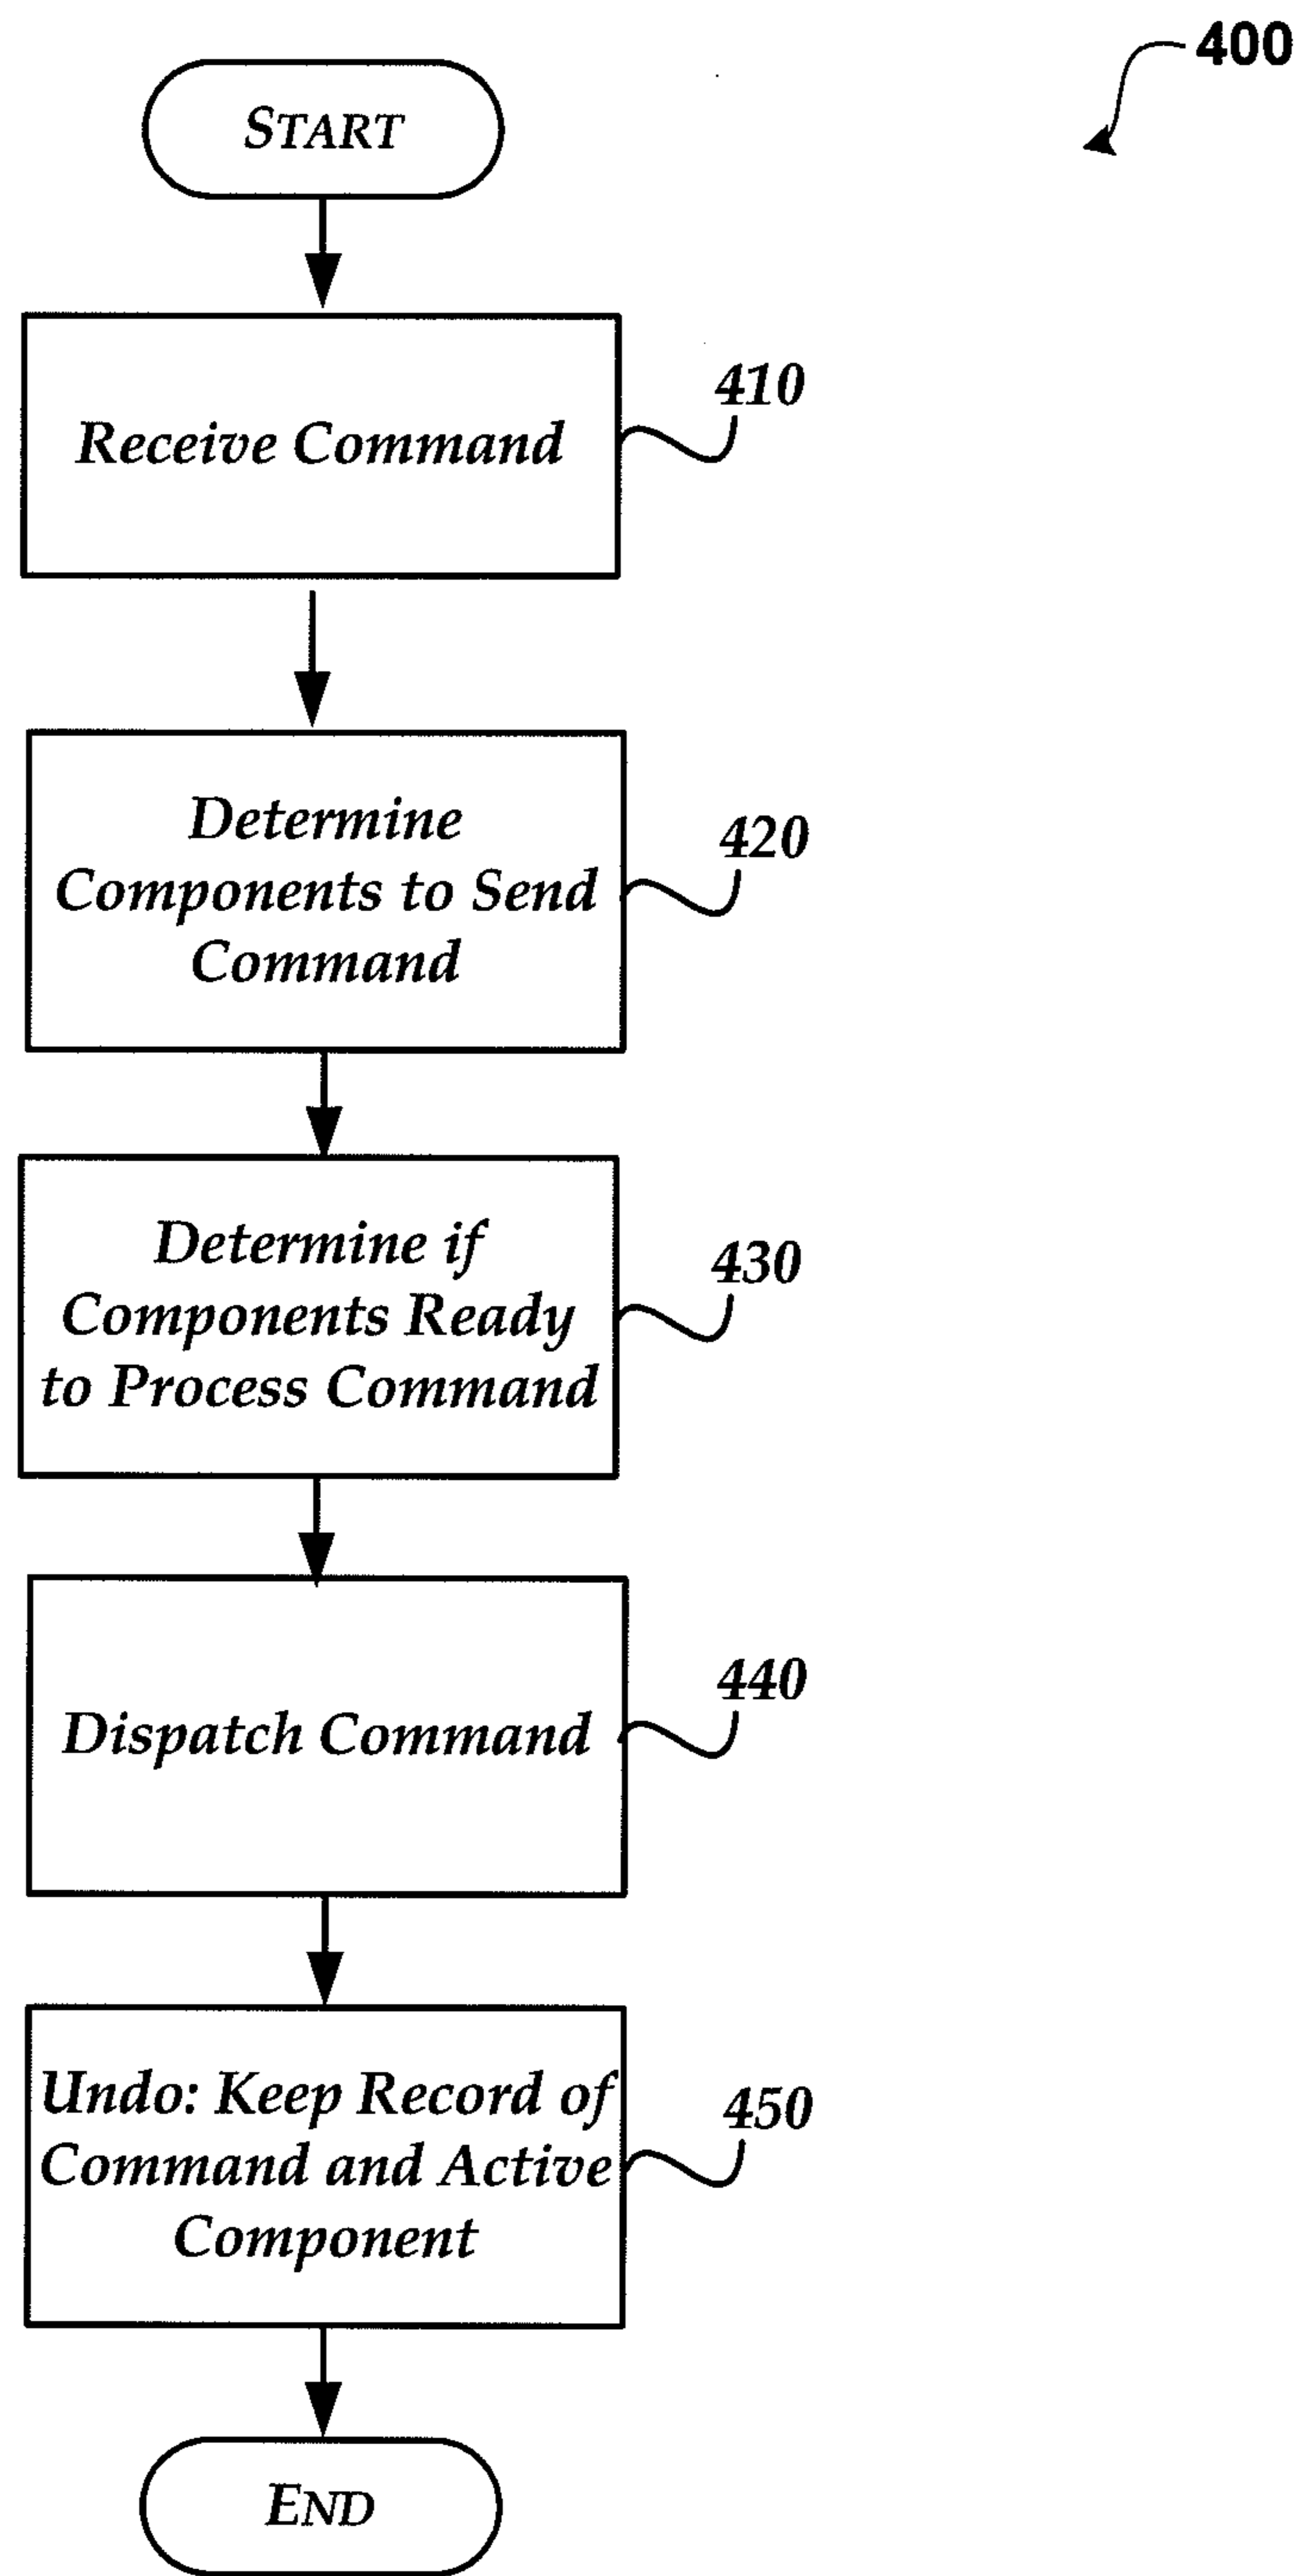 400
START
Receive Command
410
Determine
Components to Send
Command
420
Determine if
Components Ready
to Process Command
430
Dispatch Command
440
Undo: Keep Record of
Command and Active
Component
450
END